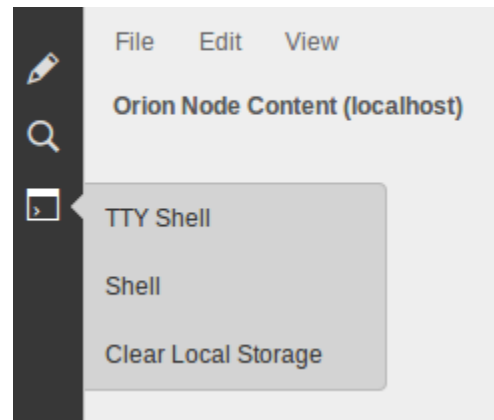 File Edit View
Orion Node Content (localhost)
TTY Shell
Shell
Clear Local Storage